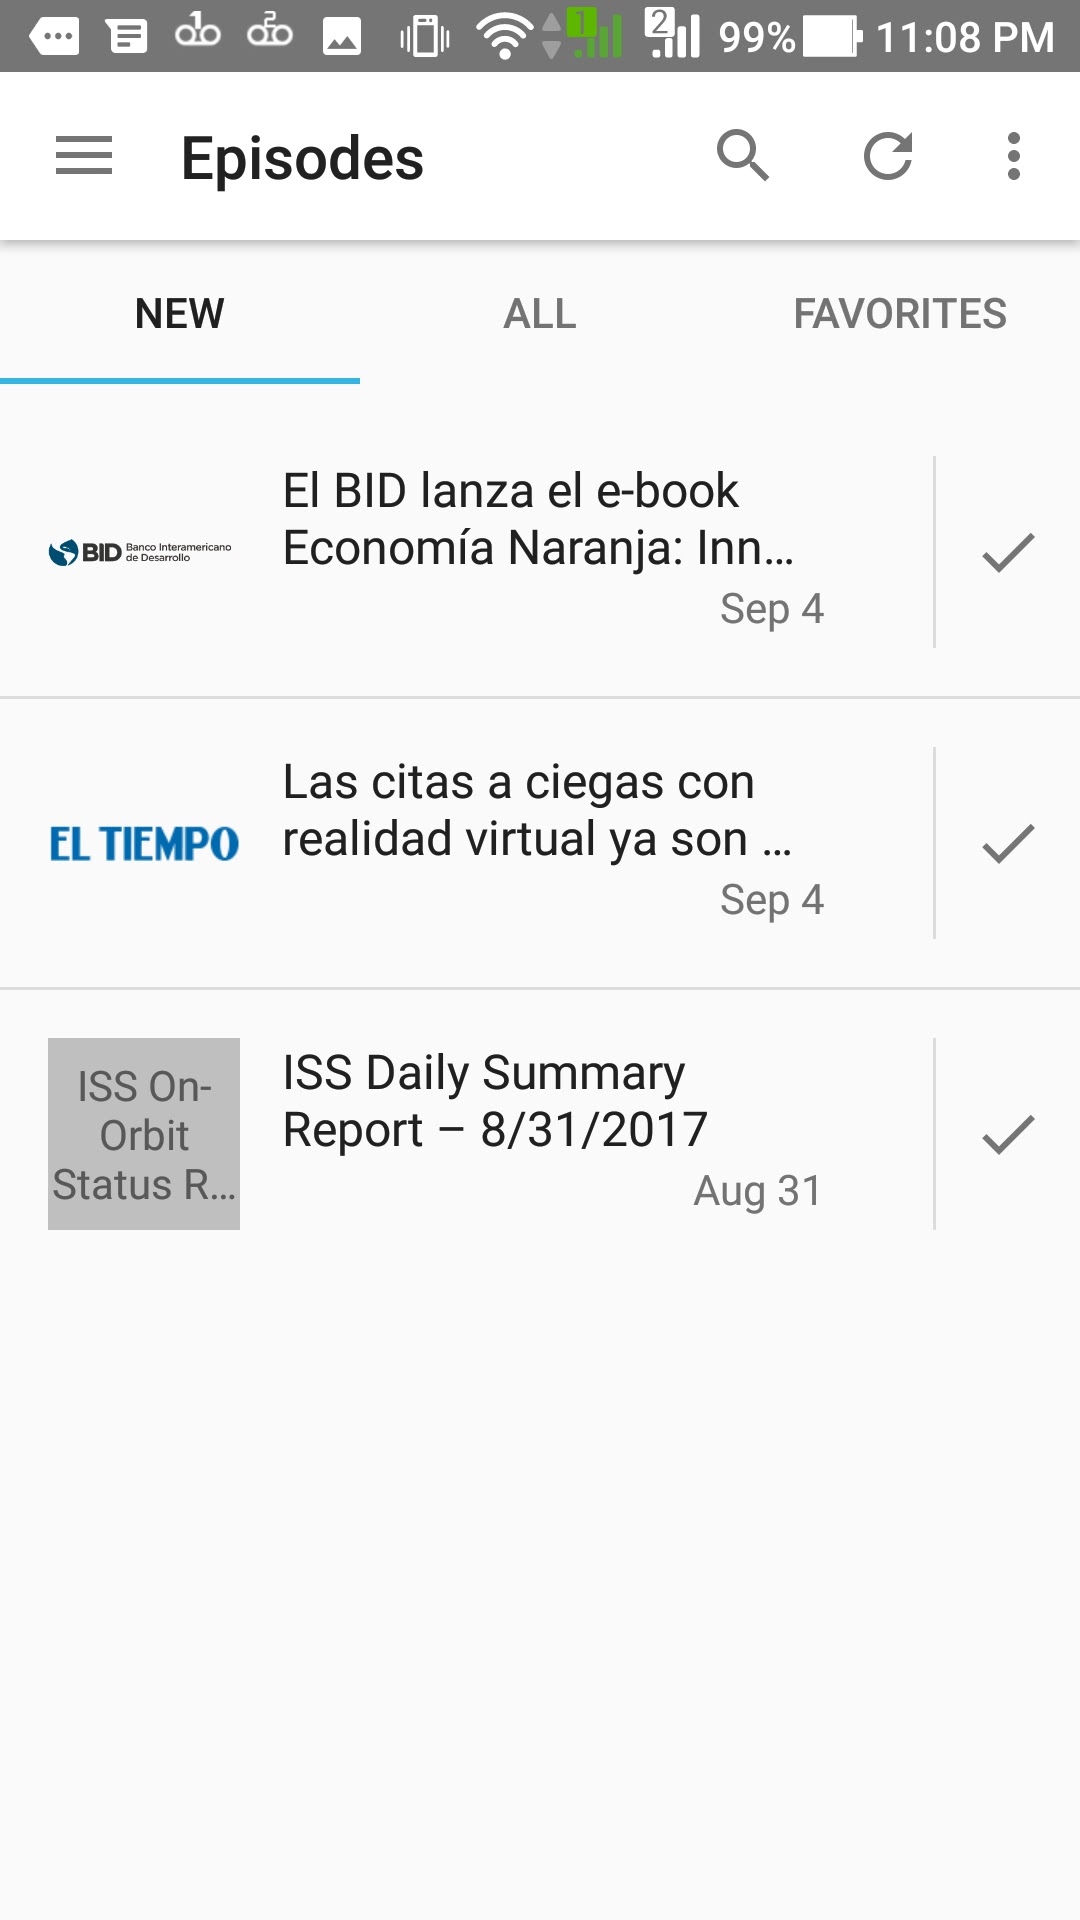 1 2 99% 11:08 PM
Episodes
NEW ALL FAVORITES
El BID lanza el e-book
Economía Naranja: Inn...
BID Banco Interamericano
de Desarrollo
Sep 4
Las citas a ciegas con
realidad virtual ya son ...
EL TIEMPO
Sep 4
ISS On-
Orbit
Status R...
ISS Daily Summary
Report – 8/31/2017
Aug 31